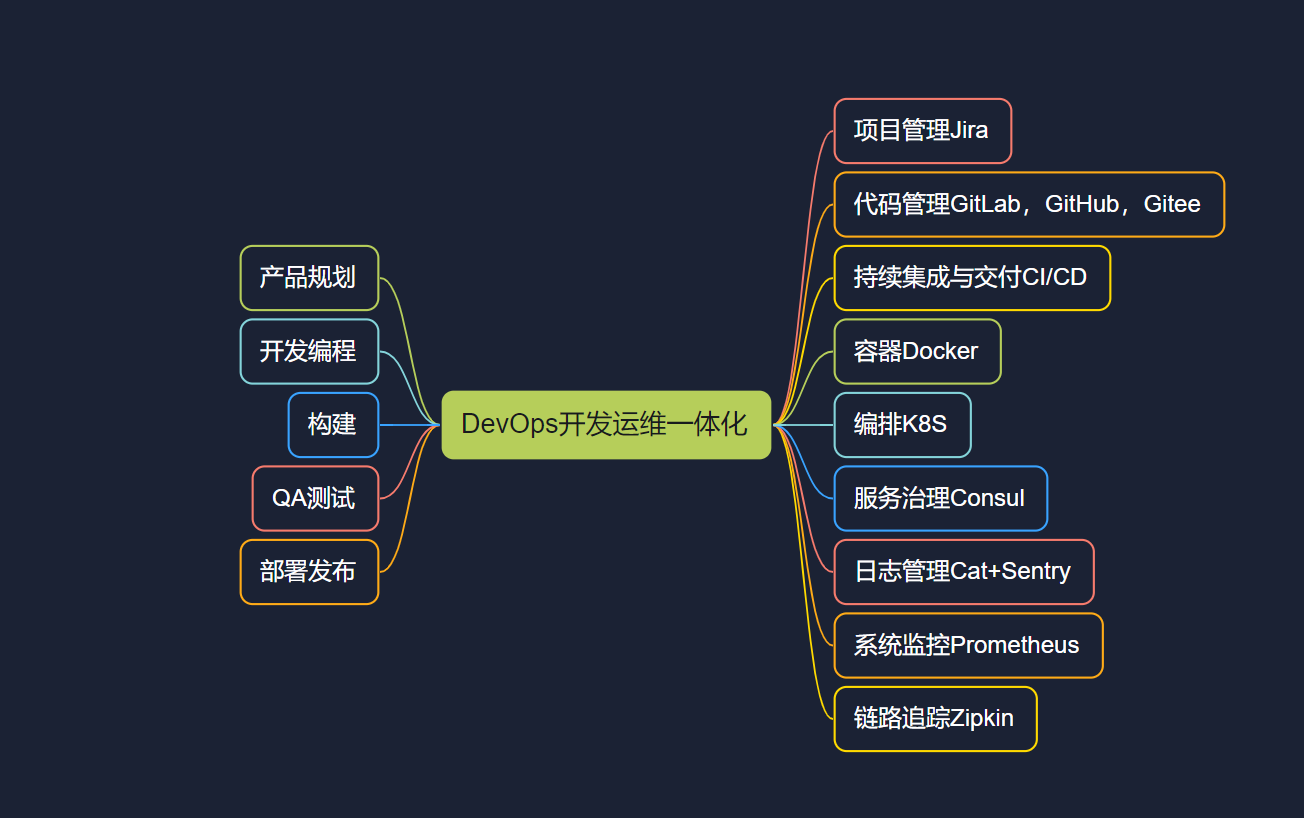 产品规划
开发编程
构建
QA测试
部署发布
DevOps开发运维一体化
项目管理Jira
代码管理GitLab，GitHub，Gitee
持续集成与交付CI/CD
容器Docker
编排K8S
服务治理Consul
日志管理Cat+Sentry
系统监控Prometheus
链路追踪Zipkin